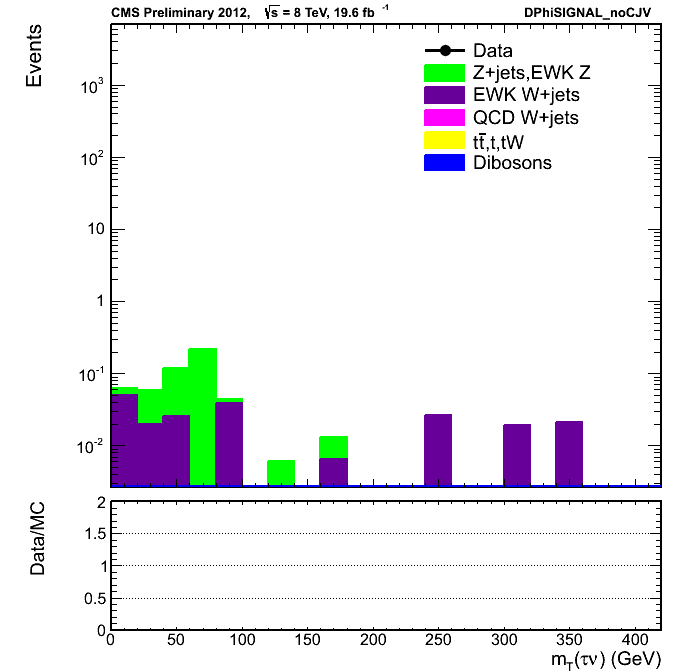 CMS Preliminary 2012, √s = 8 TeV, 19.6 fb⁻¹ DPhiSIGNAL_noCJV
Events
Data
Z+jets,EWK Z
EWK W+jets
QCD W+jets
tt̄,t,tW
Dibosons
10³
10²
10
1
10⁻¹
10⁻²
Data/MC
2
1.5
1
0.5
0
0 50 100 150 200 250 300 350 400
m_T(τν) (GeV)